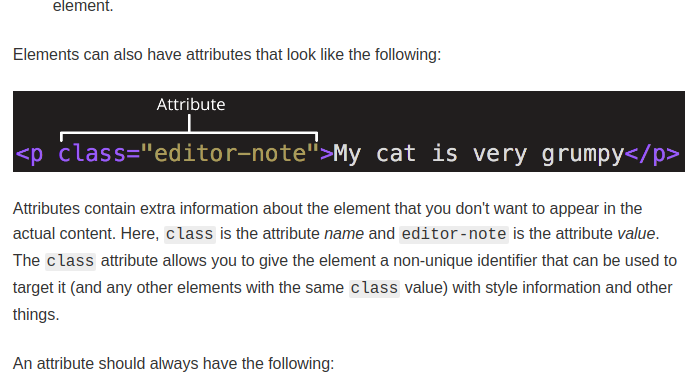 element.
Elements can also have attributes that look like the following:
Attribute
<p class="editor-note">My cat is very grumpy</p>
Attributes contain extra information about the element that you don't want to appear in the
actual content. Here, class is the attribute name and editor-note is the attribute value.
The class attribute allows you to give the element a non-unique identifier that can be used to
target it (and any other elements with the same class value) with style information and other
things.
An attribute should always have the following: